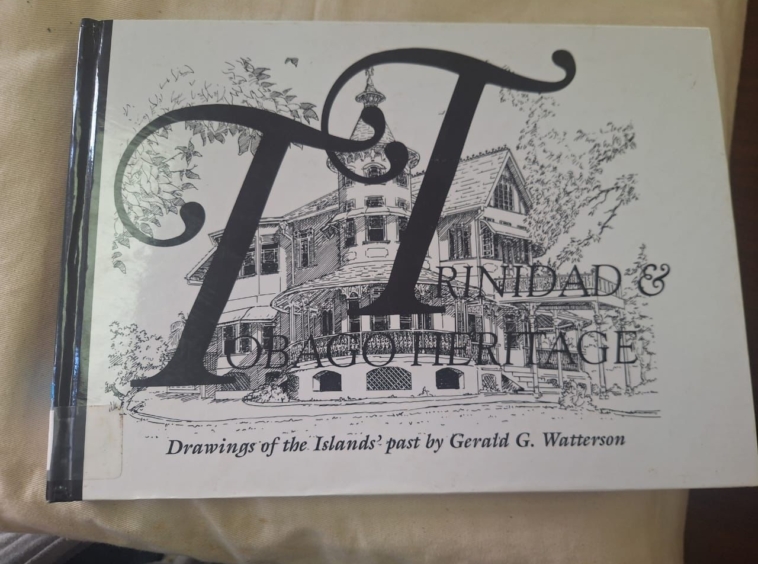 TRINIDAD &
TOBAGO HERITAGE
Drawings of the Islands' past by Gerald G. Watterson